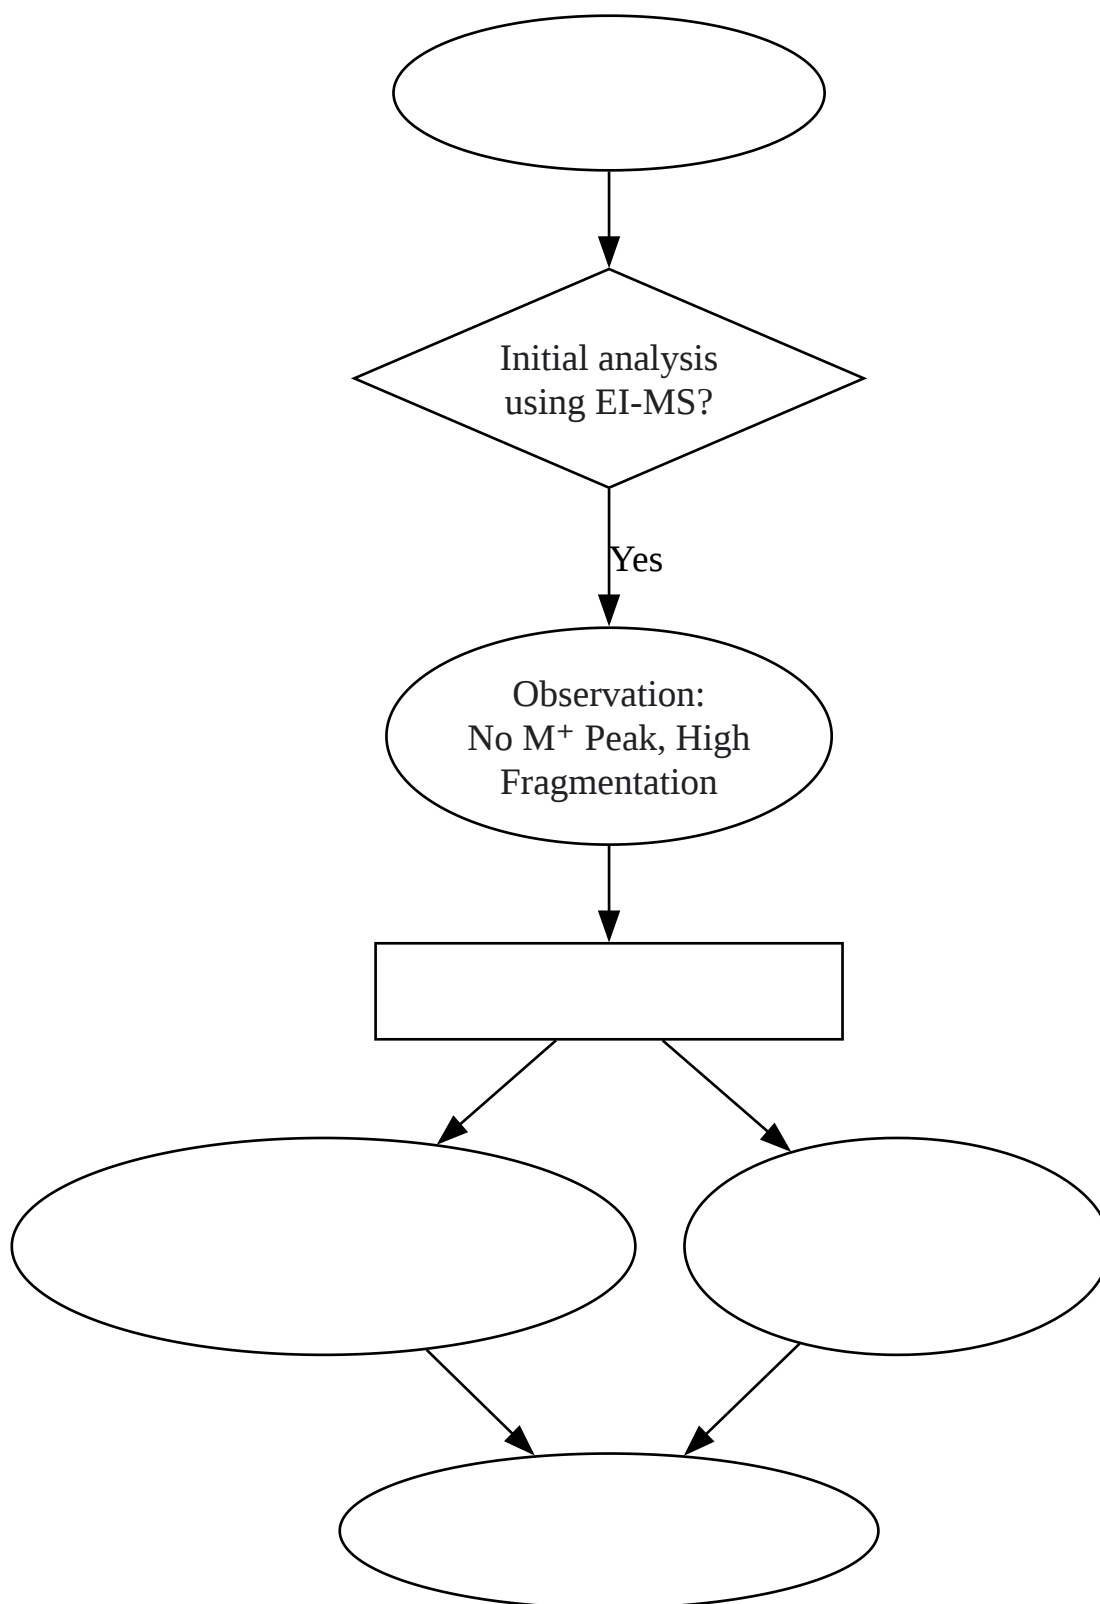 Initial analysis
using EI-MS?
Yes
Observation:
No M⁺ Peak, High
Fragmentation